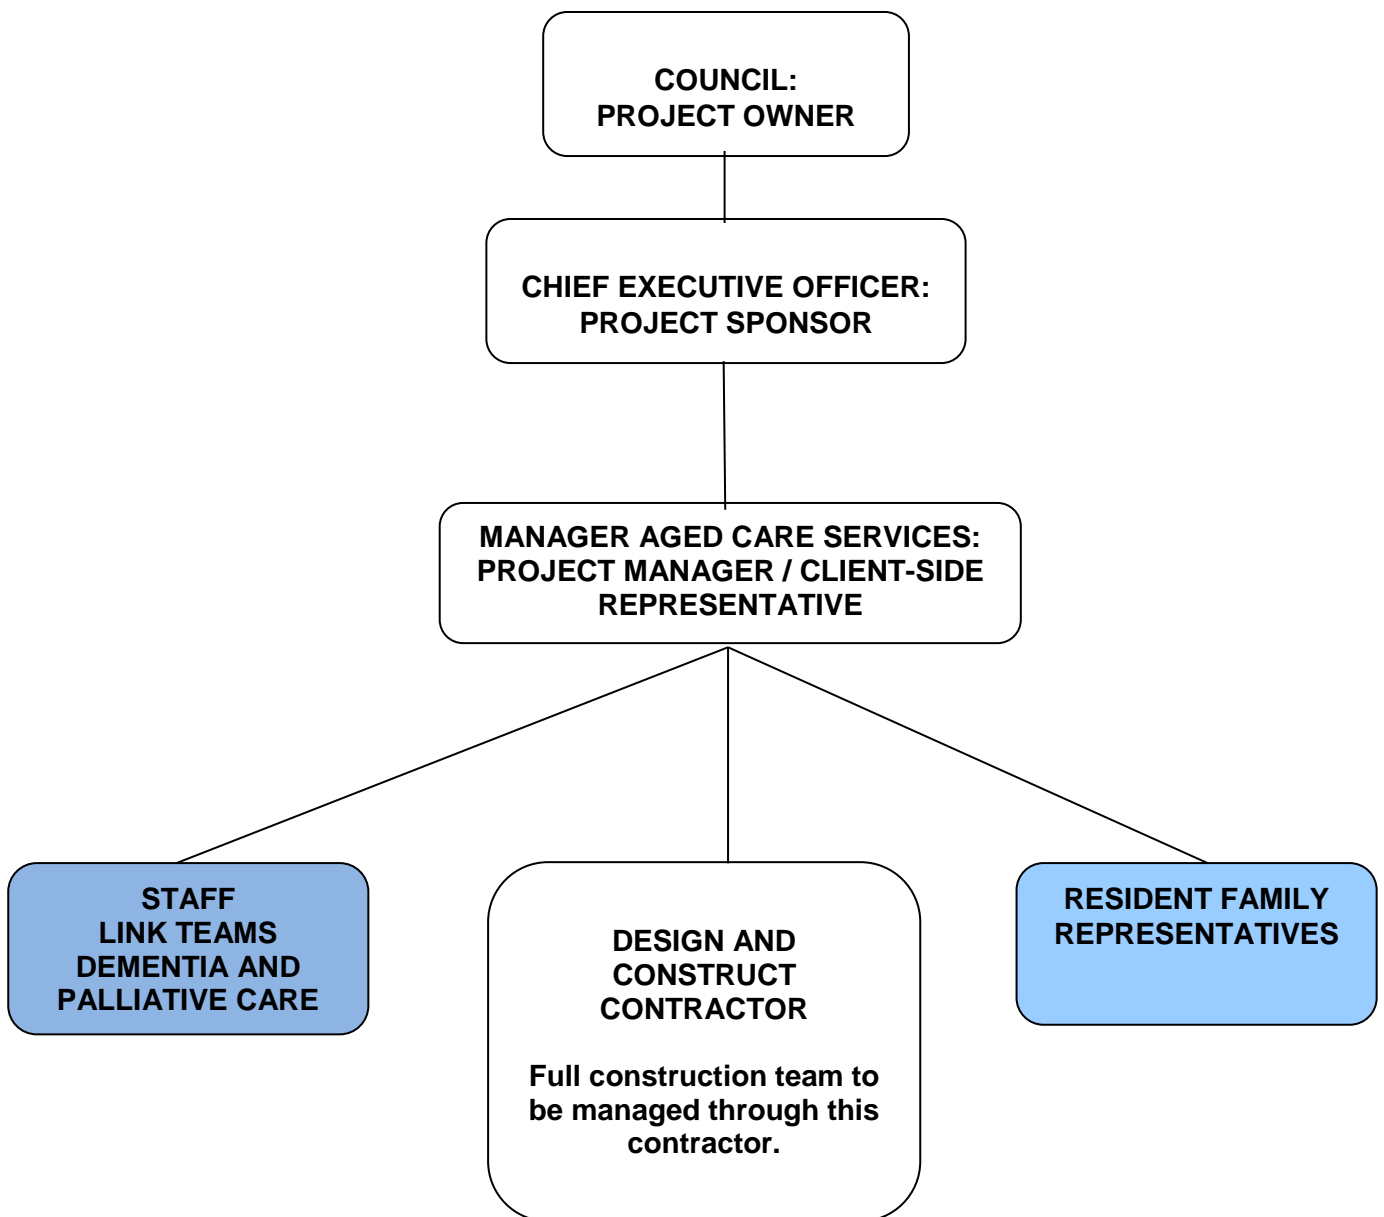 COUNCIL:
PROJECT OWNER
CHIEF EXECUTIVE OFFICER:
PROJECT SPONSOR
MANAGER AGED CARE SERVICES:
PROJECT MANAGER / CLIENT-SIDE
REPRESENTATIVE
STAFF
LINK TEAMS
DEMENTIA AND
PALLIATIVE CARE
DESIGN AND
CONSTRUCT
CONTRACTOR
Full construction team to
be managed through this
contractor.
RESIDENT FAMILY
REPRESENTATIVES